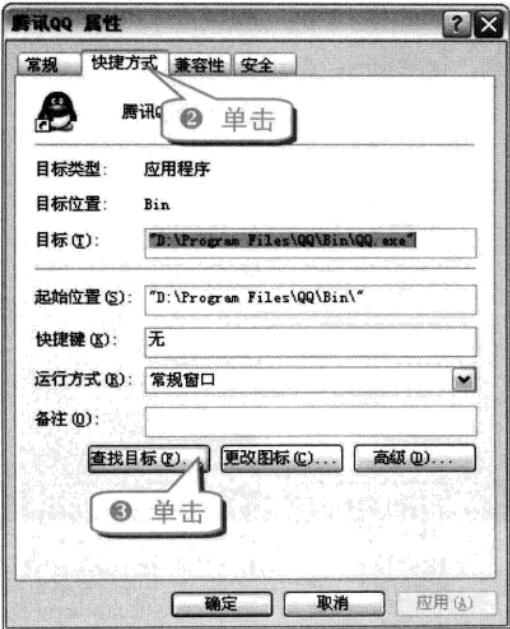 腾讯QQ 属性
常规 快捷方式 兼容性 安全
腾讯Q
❷ 单击
目标类型: 应用程序
目标位置: Bin
目标(T): "D:\Program Files\QQ\Bin\QQ.exe"
起始位置(S): "D:\Program Files\QQ\Bin\"
快捷键(K): 无
运行方式(R): 常规窗口
备注(O):
查找目标(F)... 更改图标(C)... 高级(D)...
❸ 单击
确定 取消 应用(A)